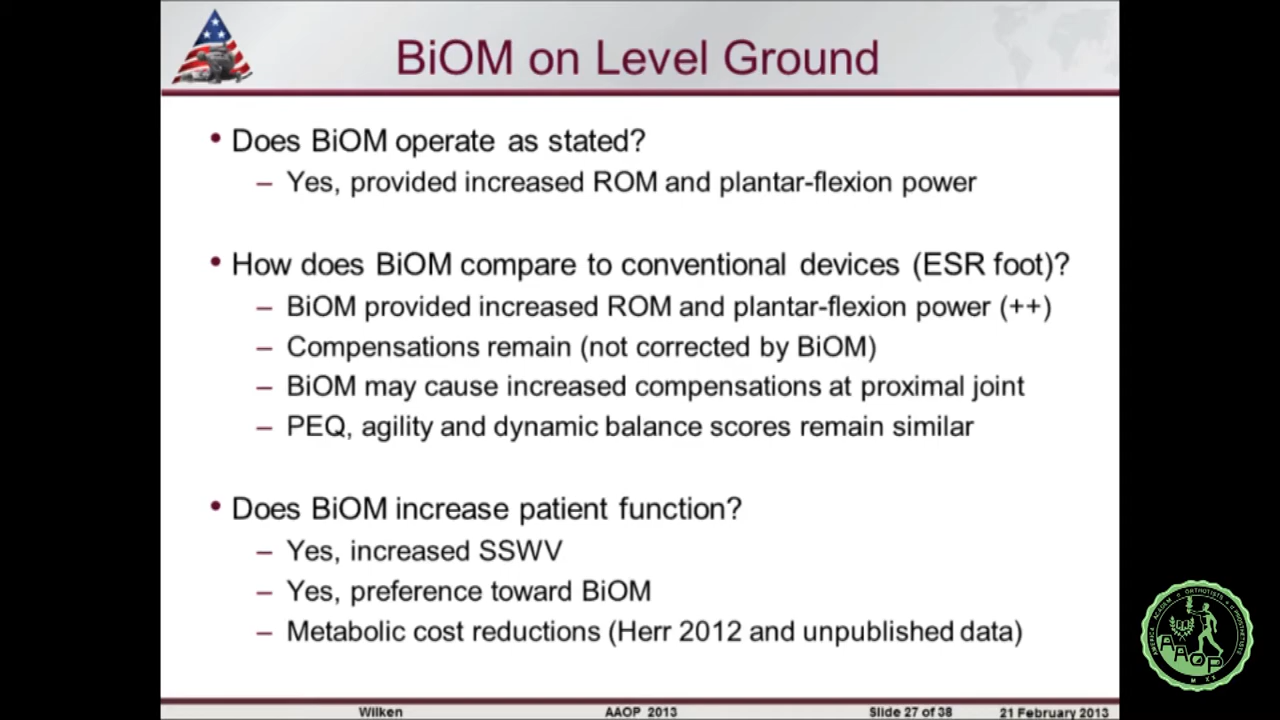 BiOM on Level Ground
• Does BiOM operate as stated?
– Yes, provided increased ROM and plantar-flexion power
• How does BiOM compare to conventional devices (ESR foot)?
– BiOM provided increased ROM and plantar-flexion power (++)
– Compensations remain (not corrected by BiOM)
– BiOM may cause increased compensations at proximal joint
– PEQ, agility and dynamic balance scores remain similar
• Does BiOM increase patient function?
– Yes, increased SSWV
– Yes, preference toward BiOM
– Metabolic cost reductions (Herr 2012 and unpublished data)
Wilken AAOP 2013 Slide 27 of 38 21 February 2013
AAOP